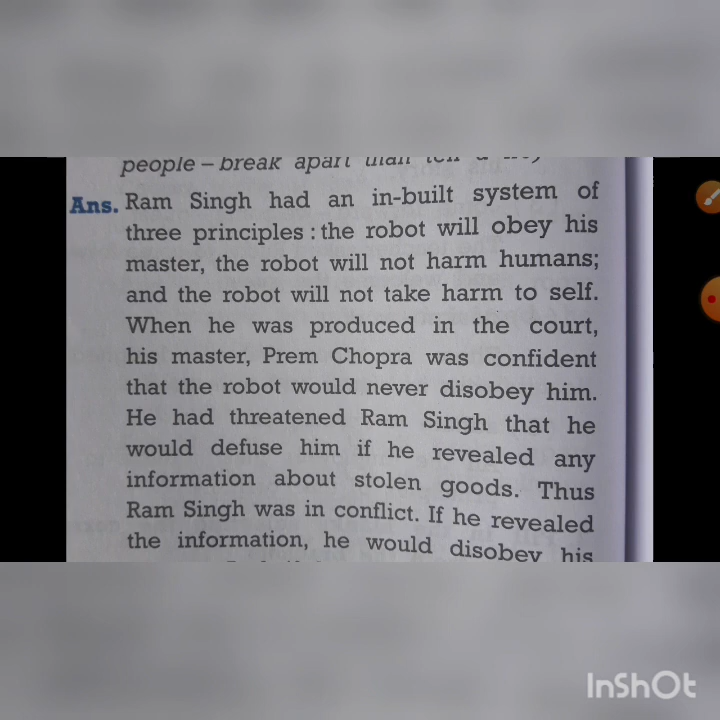 people – break apart than
Ans. Ram Singh had an in-built system of
three principles : the robot will obey his
master, the robot will not harm humans;
and the robot will not take harm to self.
When he was produced in the court,
his master, Prem Chopra was confident
that the robot would never disobey him.
He had threatened Ram Singh that he
would defuse him if he revealed any
information about stolen goods. Thus
Ram Singh was in conflict. If he revealed
the information, he would disobey his
InShOt